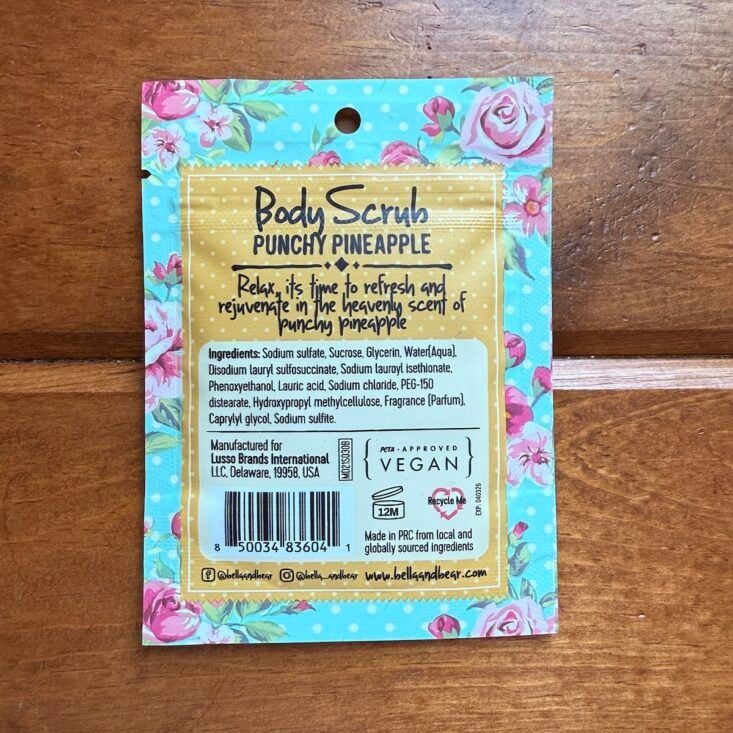 Body Scrub
PUNCHY PINEAPPLE
Relax, its time to refresh and
rejuvenate in the heavenly scent of
punchy pineapple
Ingredients: Sodium sulfate, Sucrose, Glycerin, Water(Aqua),
Disodium lauryl sulfosuccinate, Sodium lauroyl isethionate,
Phenoxyethanol, Lauric acid, Sodium chloride, PEG-150
distearate, Hydroxypropyl methylcellulose, Fragrance (Parfum),
Caprylyl glycol, Sodium sulfite.
Manufactured for
Lusso Brands International
LLC, Delaware, 19958, USA
M021S030B
PETA - APPROVED
VEGAN
12M
Recycle Me
EXP: 040326
Made in PRC from local and
globally sourced ingredients
8 50034 83604 1
@bellaandbear @bella_andbear www.bellaandbear.com